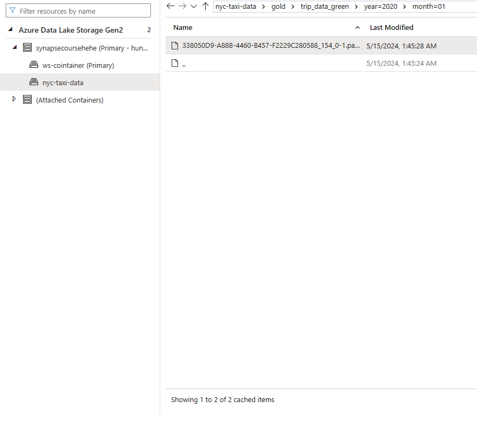 Filter resources by name
Azure Data Lake Storage Gen2 2
synapsecoursehehe (Primary - hun...
ws-cointainer (Primary)
nyc-taxi-data
(Attached Containers)
nyc-taxi-data > gold > trip_data_green > year=2020 > month=01
Name Last Modified
338050D9-A88B-4460-B457-F2229C280588_154_0-1.pa... 5/15/2024, 1:45:28 AM
_ 5/15/2024, 1:45:24 AM
Showing 1 to 2 of 2 cached items